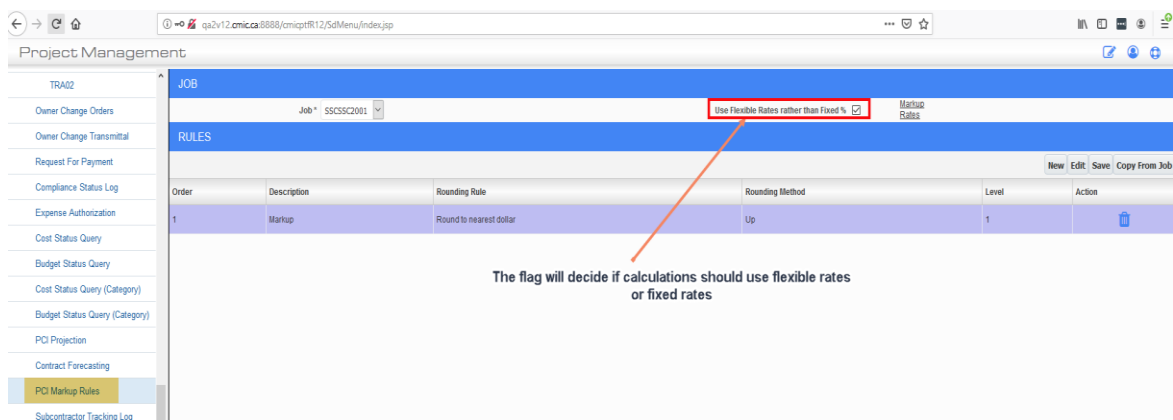 qa2v12.cmic.ca:8888/cmicptfR12/SdMenu/index.jsp
Project Management
TRA02
Owner Change Orders
Owner Change Transmittal
Request For Payment
Compliance Status Log
Expense Authorization
Cost Status Query
Budget Status Query
Cost Status Query (Category)
Budget Status Query (Category)
PCI Projection
Contract Forecasting
PCI Markup Rules
Subcontractor Tracking Log
JOB
Job * SSCSSC2001 Use Flexible Rates rather than Fixed % Markup
Rates
RULES
New Edit Save Copy From Job
Order Description Rounding Rule Rounding Method Level Action
1 Markup Round to nearest dollar Up 1
The flag will decide if calculations should use flexible rates
or fixed rates